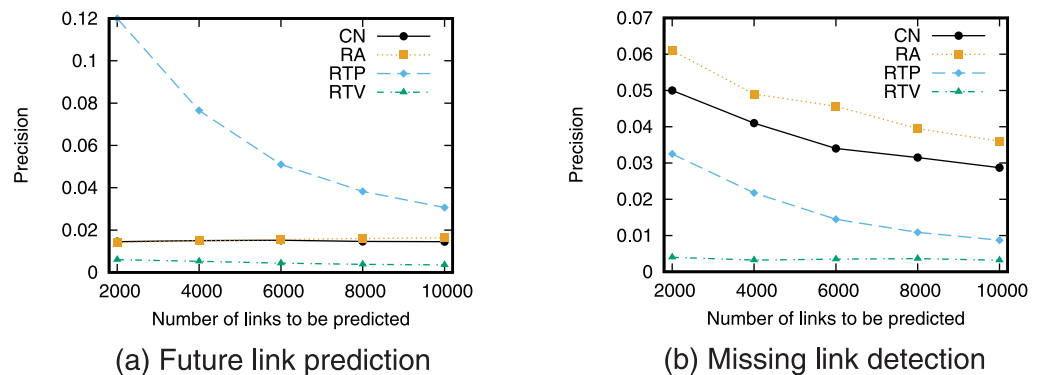 0.12
0.1
0.08
0.06
0.04
0.02
0
Precision
CN
RA
RTP
RTV
2000 4000 6000 8000 10000
Number of links to be predicted
(a) Future link prediction
0.07
0.06
0.05
0.04
0.03
0.02
0.01
0
Precision
CN
RA
RTP
RTV
2000 4000 6000 8000 10000
Number of links to be predicted
(b) Missing link detection